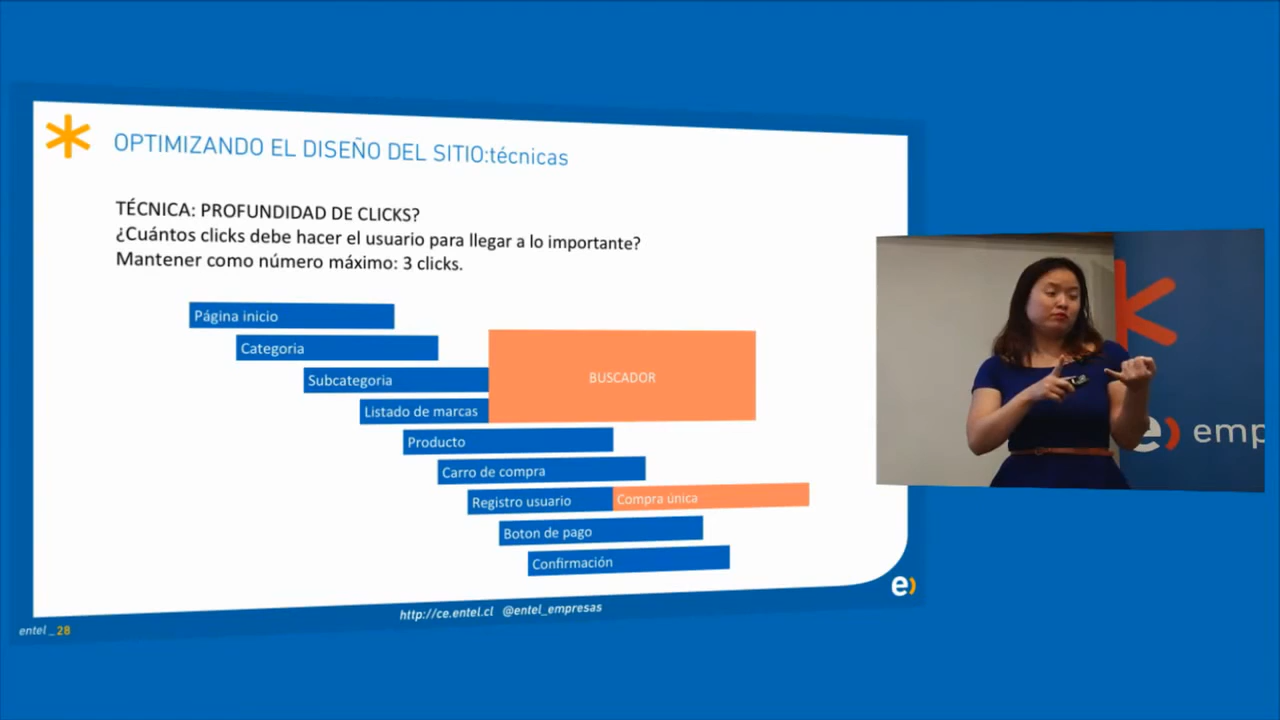 OPTIMIZANDO EL DISEÑO DEL SITIO:técnicas
TÉCNICA: PROFUNDIDAD DE CLICKS?
¿Cuántos clicks debe hacer el usuario para llegar a lo importante?
Mantener como número máximo: 3 clicks.
Página inicio
Categoria
BUSCADOR
Subcategoria
Listado de marcas
Producto
Carro de compra
Registro usuario
Compra única
Boton de pago
Confirmación
http://ce.entel.cl @entel_empresas
entel _ 28
e)
e) emp